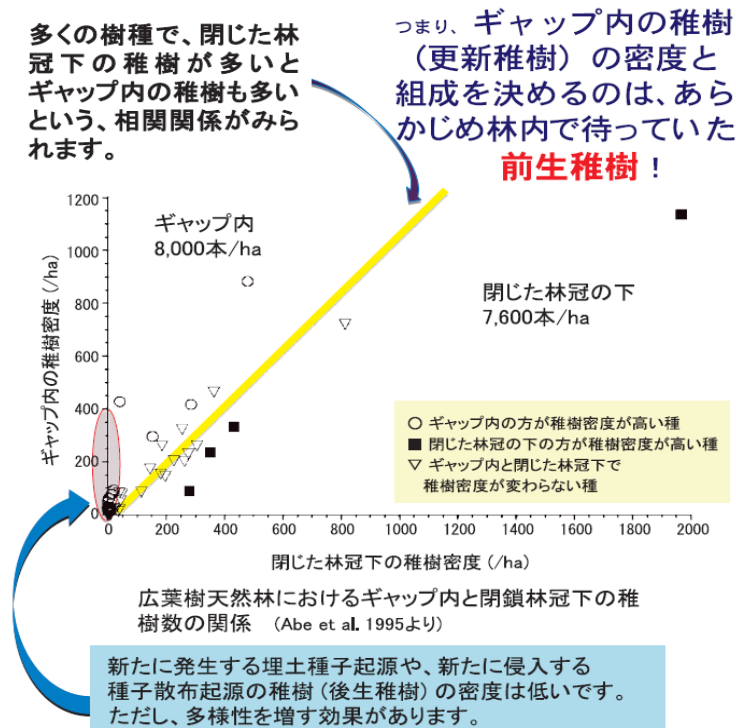 多くの樹種で、閉じた林
冠下の稚樹が多いと
ギャップ内の稚樹も多い
という、相関関係がみら
れます。
つまり、ギャップ内の稚樹
（更新稚樹）の密度と
組成を決めるのは、あら
かじめ林内で待っていた
前生稚樹！
ギャップ内の稚樹密度 (/ha)
1200
1000
800
600
400
200
0
ギャップ内
8,000本/ha
閉じた林冠の下
7,600本/ha
○ ギャップ内の方が稚樹密度が高い種
■ 閉じた林冠の下の方が稚樹密度が高い種
▽ ギャップ内と閉じた林冠下で
稚樹密度が変わらない種
0 200 400 600 800 1000 1200 1400 1600 1800 2000
閉じた林冠下の稚樹密度 (/ha)
広葉樹天然林におけるギャップ内と閉鎖林冠下の稚
樹数の関係 (Abe et al. 1995より)
新たに発生する埋土種子起源や、新たに侵入する
種子散布起源の稚樹（後生稚樹）の密度は低いです。
ただし、多様性を増す効果があります。